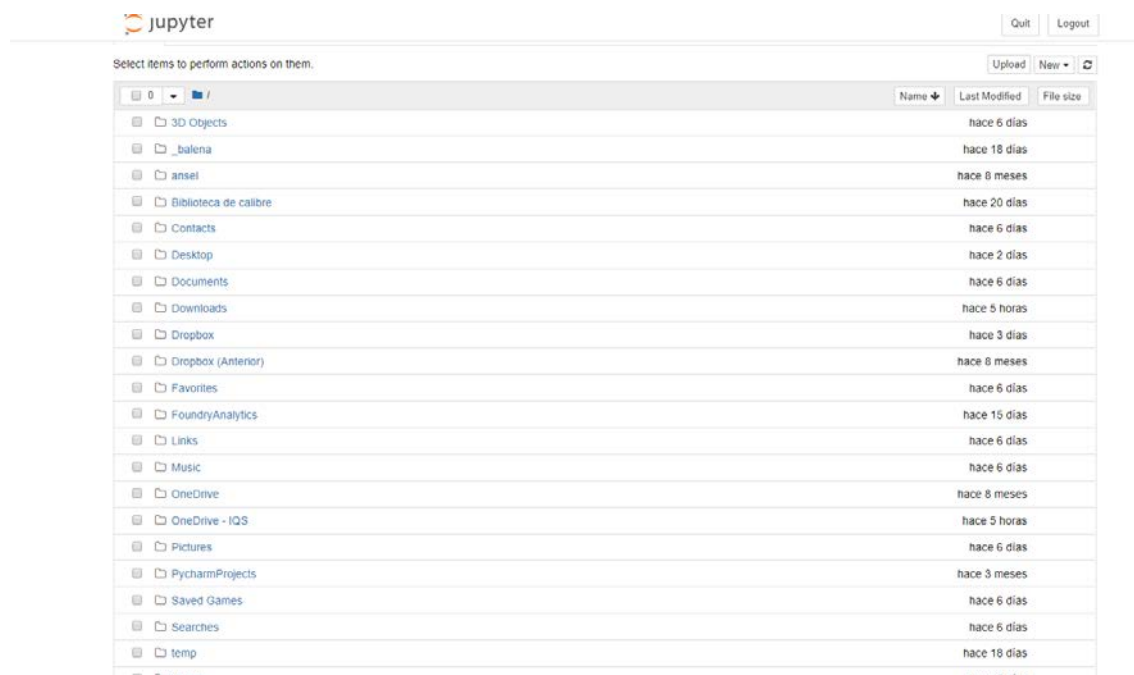 jupyter
Quit Logout
Select items to perform actions on them.
Upload New
0 / Name Last Modified File size
3D Objects hace 6 días
_balena hace 18 días
ansel hace 8 meses
Biblioteca de calibre hace 20 días
Contacts hace 6 días
Desktop hace 2 días
Documents hace 6 días
Downloads hace 5 horas
Dropbox hace 3 días
Dropbox (Anterior) hace 8 meses
Favorites hace 6 días
FoundryAnalytics hace 15 días
Links hace 6 días
Music hace 6 días
OneDrive hace 8 meses
OneDrive - IQS hace 5 horas
Pictures hace 6 días
PycharmProjects hace 3 meses
Saved Games hace 6 días
Searches hace 6 días
temp hace 18 días